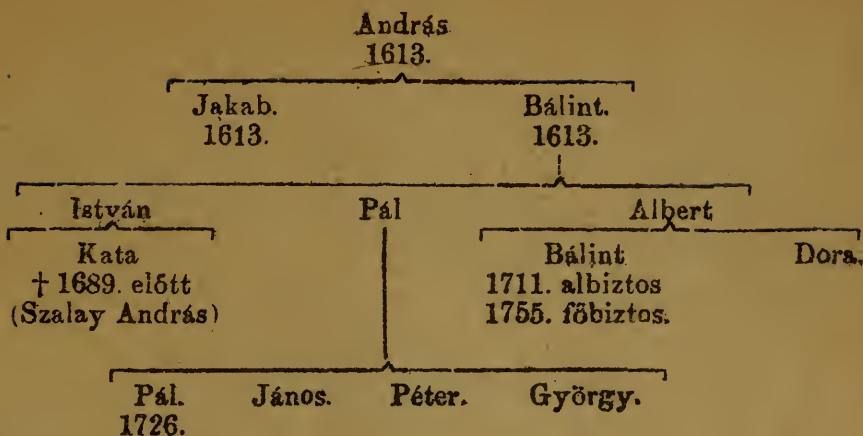 András
1613.
Jakab. Bálint.
1613. 1613.
István Pál Albert
Kata Bálint Dora.
† 1689. előtt 1711. albiztos
(Szalay András) 1755. főbiztos.
Pál. János. Péter. György.
1726.